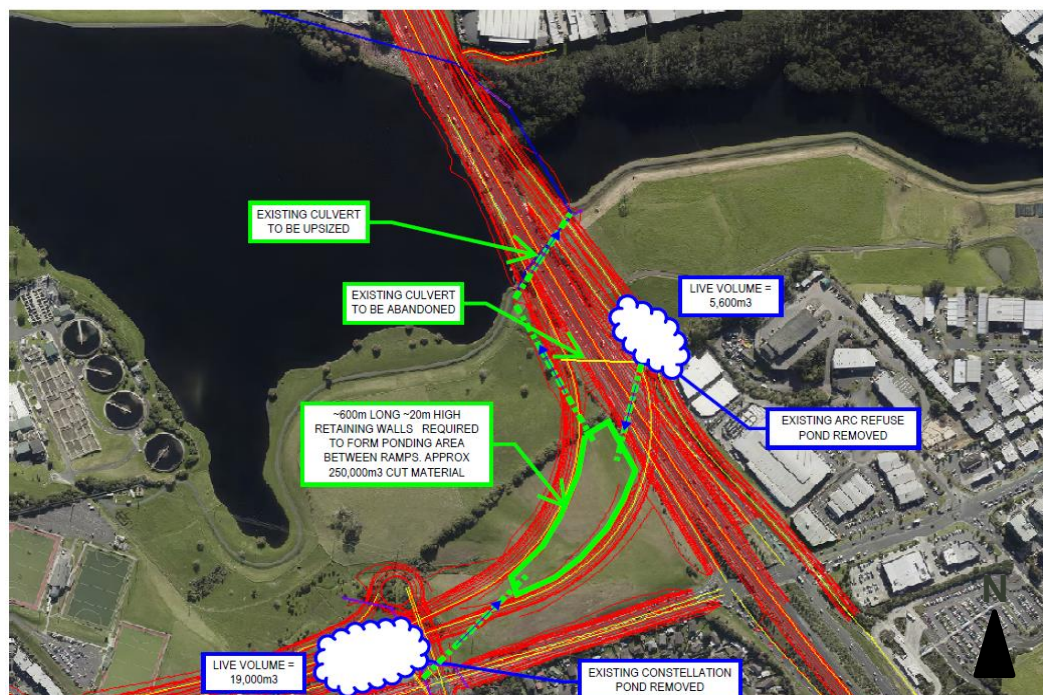 EXISTING CULVERT
TO BE UPSIZED
EXISTING CULVERT
TO BE ABANDONED
LIVE VOLUME =
5,600m3
~600m LONG ~20m HIGH
RETAINING WALLS REQUIRED
TO FORM PONDING AREA
BETWEEN RAMPS. APPROX
250,000m3 CUT MATERIAL
EXISTING ARC REFUSE
POND REMOVED
N
LIVE VOLUME =
19,000m3
EXISTING CONSTELLATION
POND REMOVED